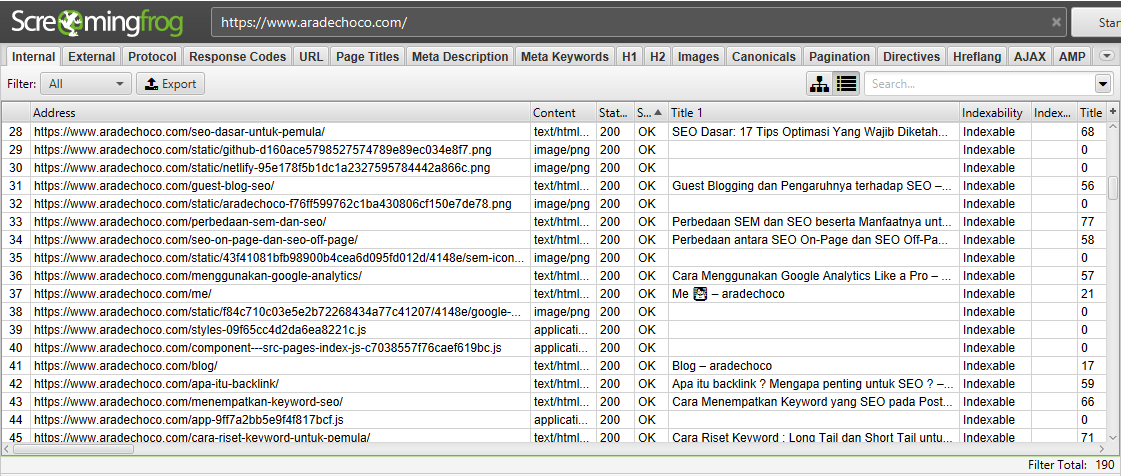 Screamingfrog https://www.aradechoco.com/ × Start
Internal External Protocol Response Codes URL Page Titles Meta Description Meta Keywords H1 H2 Images Canonicals Pagination Directives Hreflang AJAX AMP
Filter: All Export Search...
Address Content Stat... S... Title 1 Indexability Index... Title
28 https://www.aradechoco.com/seo-dasar-untuk-pemula/ text/html... 200 OK SEO Dasar: 17 Tips Optimasi Yang Wajib Diketah... Indexable 68
29 https://www.aradechoco.com/static/github-d160ace5798527574789e89ec034e8f7.png image/png 200 OK Indexable 0
30 https://www.aradechoco.com/static/netlify-95e178f5b1dc1a2327595784442a866c.png image/png 200 OK Indexable 0
31 https://www.aradechoco.com/guest-blog-seo/ text/html... 200 OK Guest Blogging dan Pengaruhnya terhadap SEO –... Indexable 56
32 https://www.aradechoco.com/static/aradechoco-f76ff599762c1ba430806cf150e7de78.png image/png 200 OK Indexable 0
33 https://www.aradechoco.com/perbedaan-sem-dan-seo/ text/html... 200 OK Perbedaan SEM dan SEO beserta Manfaatnya unt... Indexable 77
34 https://www.aradechoco.com/seo-on-page-dan-seo-off-page/ text/html... 200 OK Perbedaan antara SEO On-Page dan SEO Off-Pa... Indexable 58
35 https://www.aradechoco.com/static/43f41081bfb98900b4cea6d095fd012d/4148e/sem-icon... image/png 200 OK Indexable 0
36 https://www.aradechoco.com/menggunakan-google-analytics/ text/html... 200 OK Cara Menggunakan Google Analytics Like a Pro –... Indexable 57
37 https://www.aradechoco.com/me/ text/html... 200 OK Me – aradechoco Indexable 21
38 https://www.aradechoco.com/static/f84c710c03e5e2b72268434a77c41207/4148e/google-... image/png 200 OK Indexable 0
39 https://www.aradechoco.com/styles-09f65cc4d2da6ea8221c.js applicati... 200 OK Indexable 0
40 https://www.aradechoco.com/component---src-pages-index-js-c7038557f76caef619bc.js applicati... 200 OK Indexable 0
41 https://www.aradechoco.com/blog/ text/html... 200 OK Blog – aradechoco Indexable 17
42 https://www.aradechoco.com/apa-itu-backlink/ text/html... 200 OK Apa itu backlink ? Mengapa penting untuk SEO ? –... Indexable 59
43 https://www.aradechoco.com/menempatkan-keyword-seo/ text/html... 200 OK Cara Menempatkan Keyword yang SEO pada Post... Indexable 66
44 https://www.aradechoco.com/app-9ff7a2bb5e9f4f817bcf.js applicati... 200 OK Indexable 0
45 https://www.aradechoco.com/cara-riset-keyword-untuk-pemula/ text/html... 200 OK Cara Riset Keyword : Long Tail dan Short Tail untu... Indexable 71
Filter Total: 190